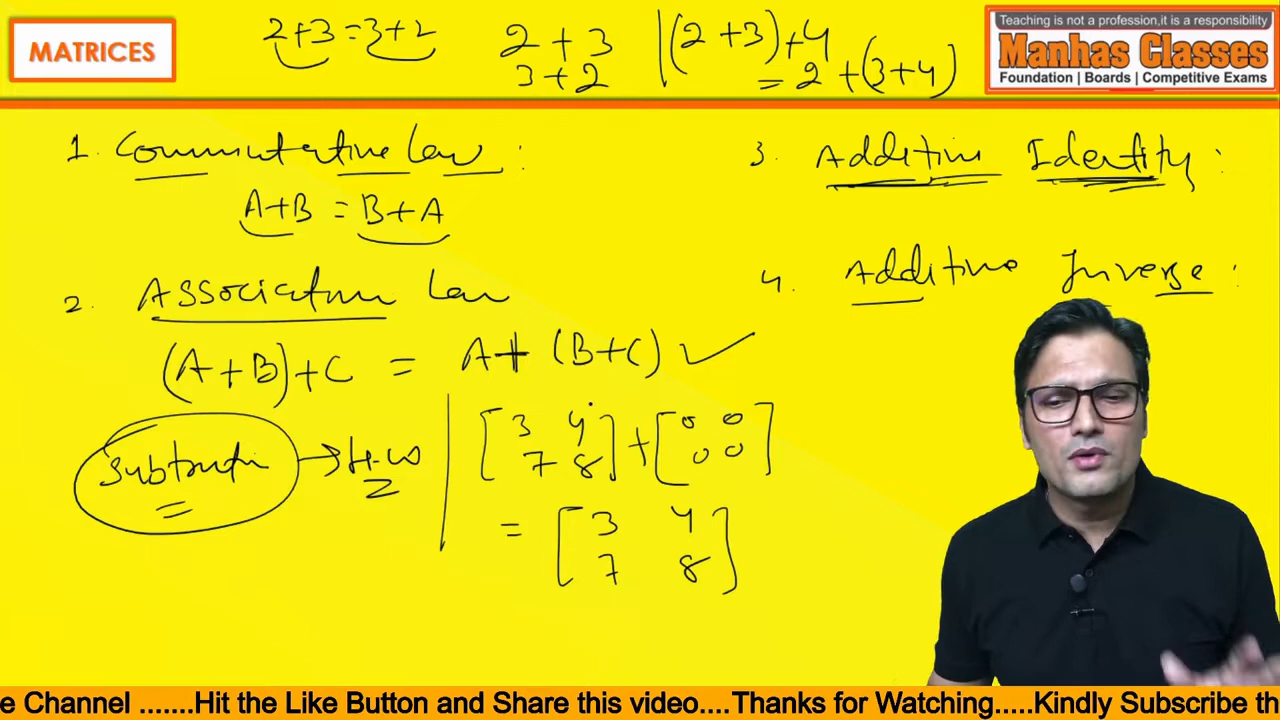 MATRICES
2+3=3+2
2+3
3+2
(2+3)+4
=2+(3+4)
Teaching is not a profession,it is a responsibility
Manhas Classes
Foundation | Boards | Competitive Exams
1. Commutative law :
A+B = B+A
2. Associative law
(A+B)+C = A+(B+C) ✓
Subtraction → H.W
[3 4
7 8] + [0 0
0 0]
= [3 4
7 8]
3. Additive Identity :
4. Additive Inverse :
e Channel .......Hit the Like Button and Share this video....Thanks for Watching.....Kindly Subscribe th